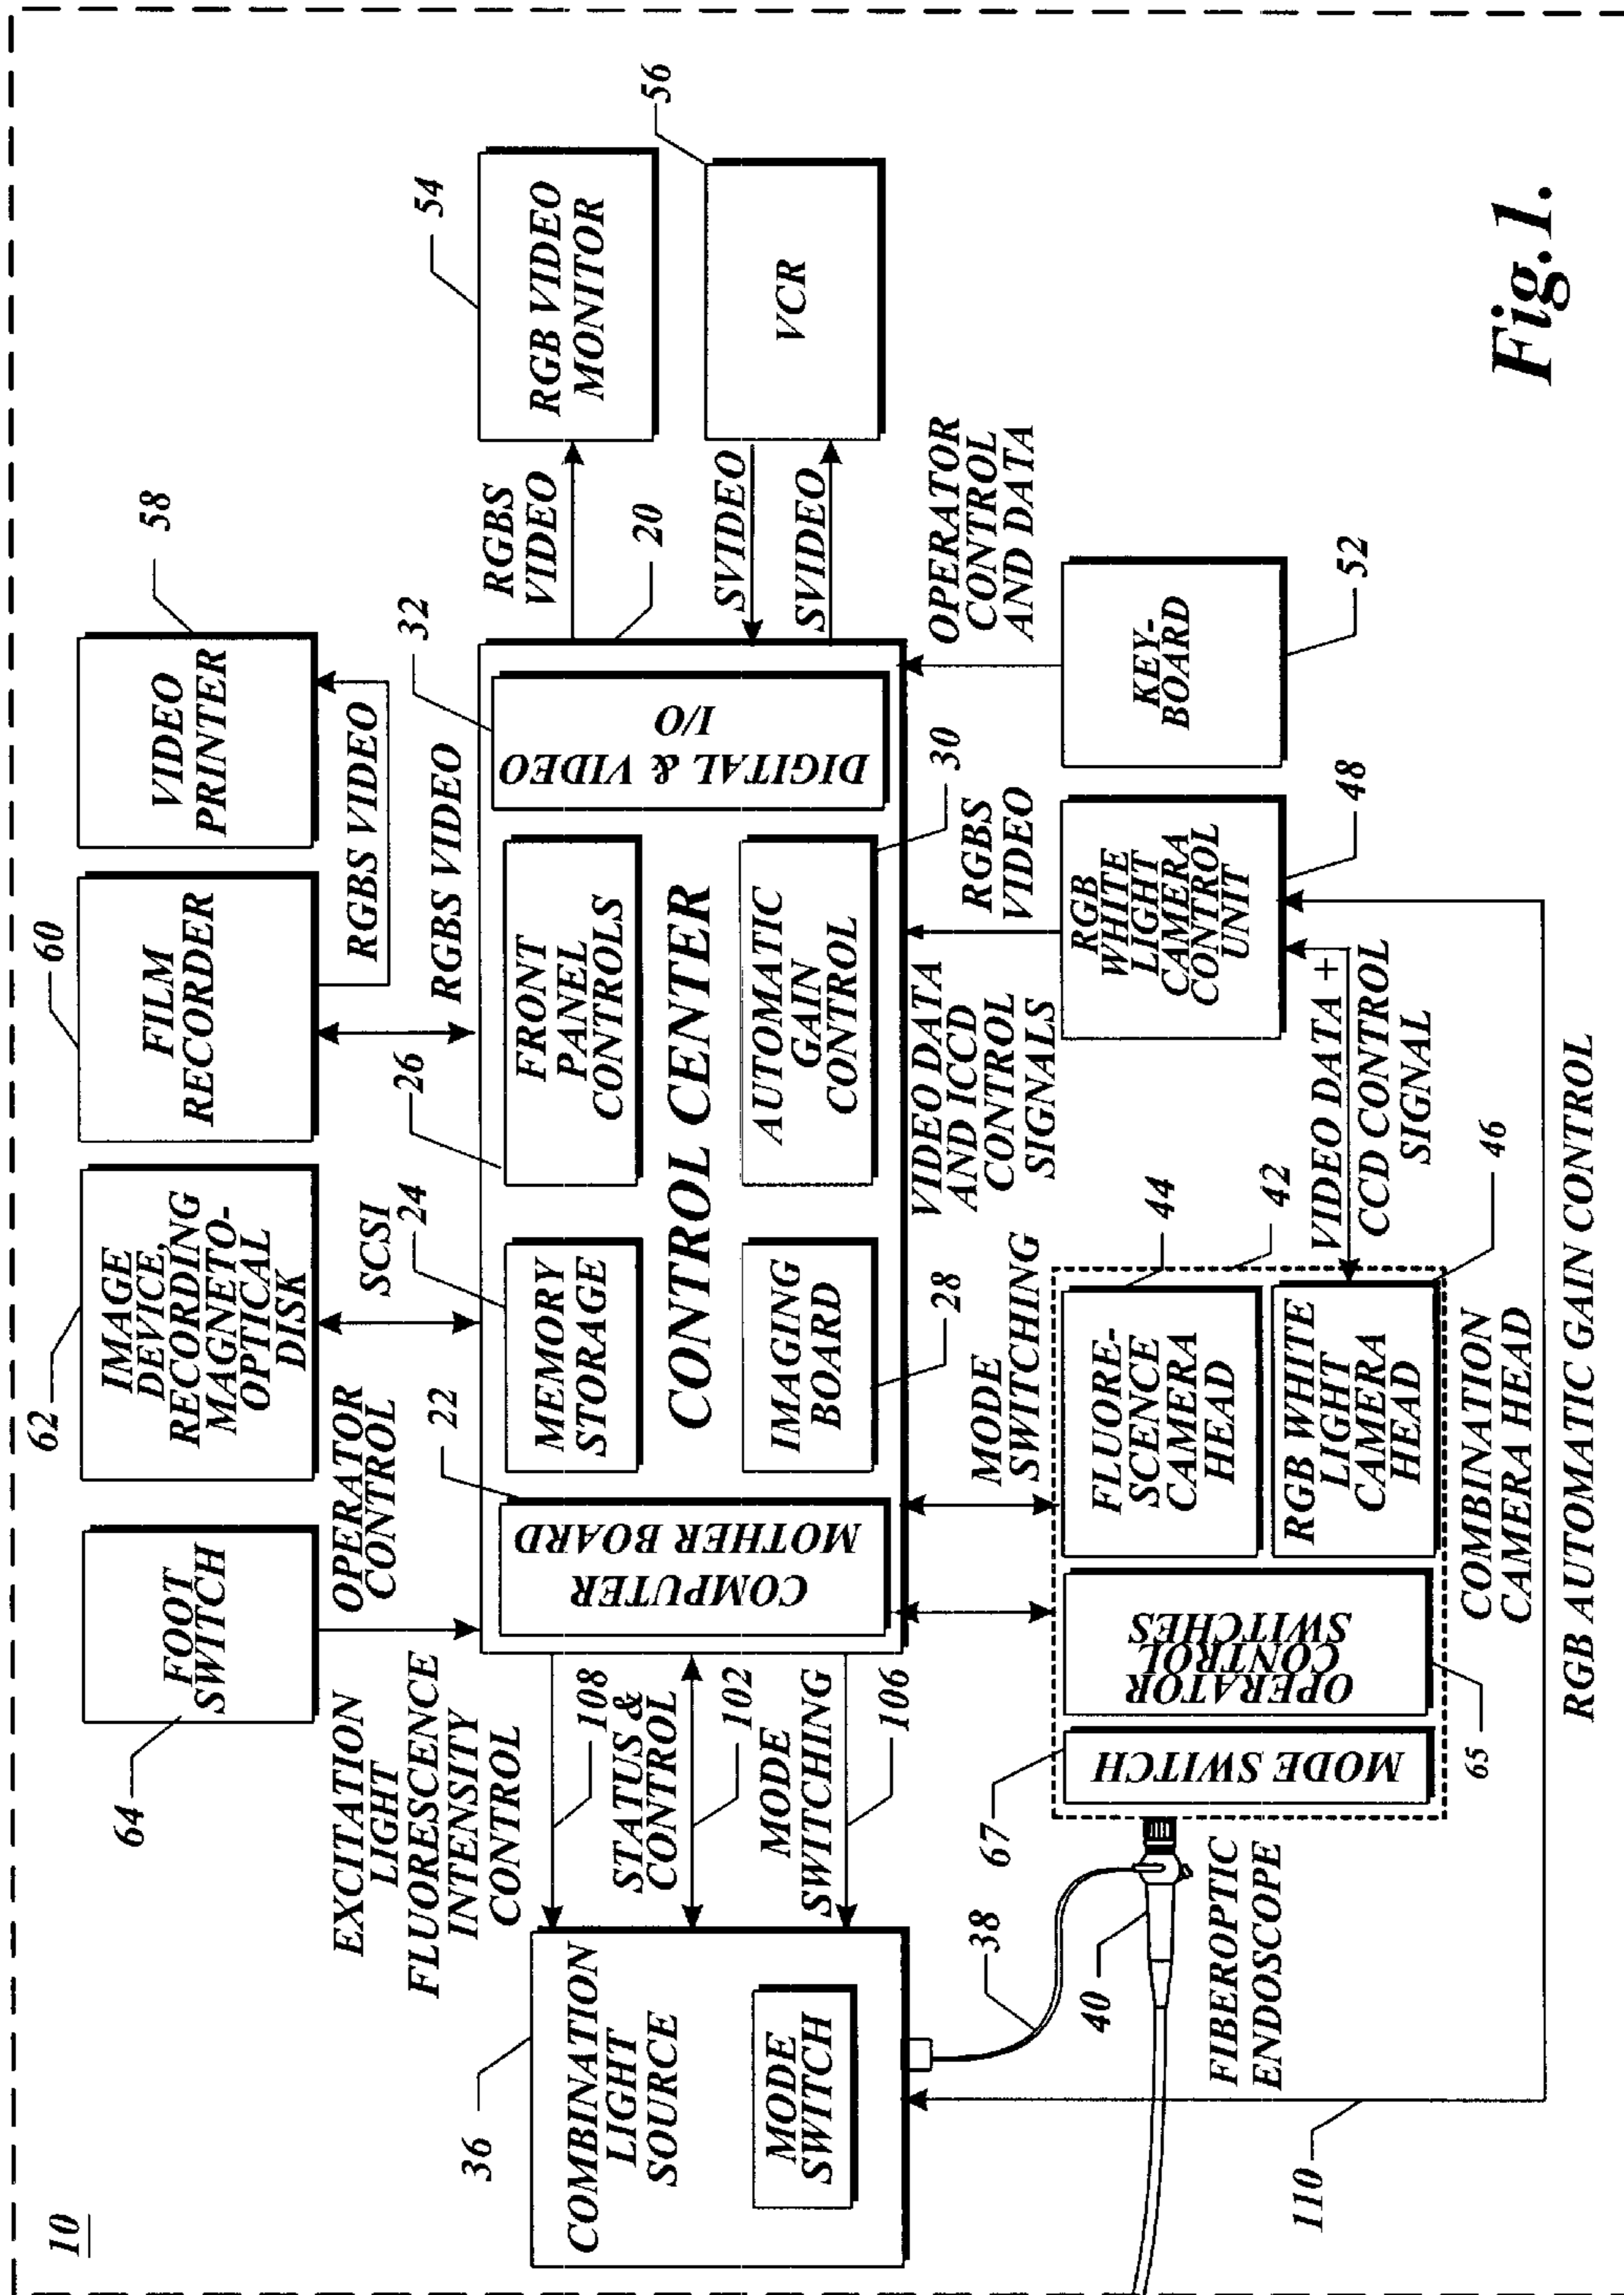 10
64
FOOT
SWITCH
62
IMAGE
DEVICE,
RECORDING
MAGNETO-
OPTICAL
DISK
60
FILM
RECORDER
58
VIDEO
PRINTER
RGBS VIDEO
EXCITATION
LIGHT
FLUORESCENCE
INTENSITY
CONTROL
OPERATOR
CONTROL
SCSI
RGBS VIDEO
36
COMBINATION
LIGHT
SOURCE
MODE
SWITCH
108
STATUS &
CONTROL
102
MODE
SWITCHING
106
22
COMPUTER
MOTHER BOARD
24
MEMORY
STORAGE
26
FRONT
PANEL
CONTROLS
32
DIGITAL & VIDEO
I/O
CONTROL CENTER
IMAGING
BOARD
28
AUTOMATIC
GAIN
CONTROL
30
20
RGBS
VIDEO
54
RGB VIDEO
MONITOR
SVIDEO
SVIDEO
56
VCR
38
40
FIBEROPTIC
ENDOSCOPE
67
MODE SWITCH
OPERATOR
CONTROL
SWITCHES
65
MODE
SWITCHING
FLUORE-
SCENCE
CAMERA
HEAD
44
42
RGB WHITE
LIGHT
CAMERA
HEAD
46
COMBINATION
CAMERA HEAD
VIDEO DATA
AND ICCD
CONTROL
SIGNALS
RGBS
VIDEO
RGB
WHITE
LIGHT
CAMERA
CONTROL
UNIT
48
VIDEO DATA +
CCD CONTROL
SIGNAL
OPERATOR
CONTROL
AND DATA
KEY-
BOARD
52
110
RGB AUTOMATIC GAIN CONTROL
Fig.1.